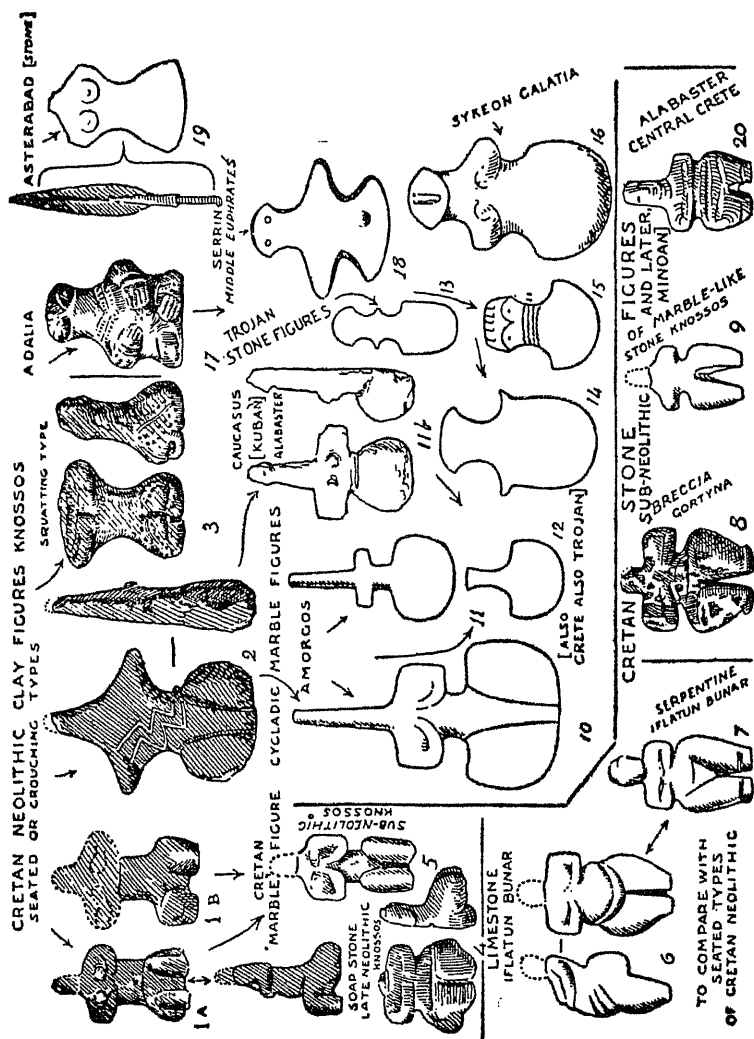 CRETAN NEOLITHIC CLAY FIGURES KNOSSOS
SEATED OR CROUCHING TYPES
SQUATTING TYPE
ADALIA
ASTERABAD [STONE]
1A
1B
2
3
17
SERRIN
MIDDLE EUPHRATES
19
CRETAN
"MARBLE" FIGURE
SUB-NEOLITHIC
KNOSSOS
CYCLADIC MARBLE FIGURES
CAUCASUS
[KUBAN]
ALABASTER
TROJAN
STONE FIGURES
18
SOAP STONE
LATE NEOLITHIC
KNOSSOS
4
5
AMORGOS
11b
13
SYKEON GALATIA
10
11
12
14
15
16
[ALSO
CRETE ALSO TROJAN]
LIMESTONE
IFLATUN BUNAR
6
SERPENTINE
IFLATUN BUNAR
7
TO COMPARE WITH
SEATED TYPES
OF CRETAN NEOLITHIC
CRETAN STONE FIGURES
SUB-NEOLITHIC AND LATER,-
MINOAN]
BRECCIA
GORTYNA
8
OF MARBLE-LIKE
STONE KNOSSOS
9
ALABASTER
CENTRAL CRETE
20